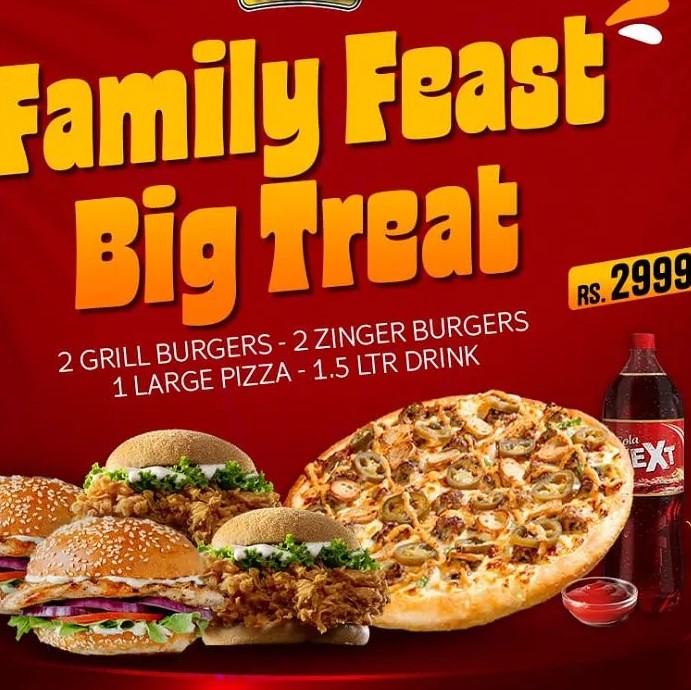 Family Feast
Big Treat
RS. 2999
2 GRILL BURGERS - 2 ZINGER BURGERS
1 LARGE PIZZA - 1.5 LTR DRINK
Cola
NEXT